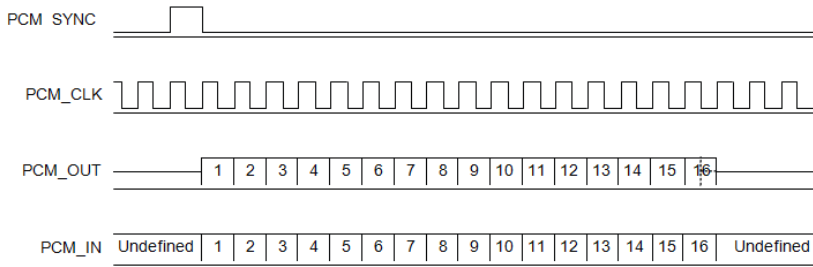 PCM SYNC
PCM_CLK
PCM_OUT 1 2 3 4 5 6 7 8 9 10 11 12 13 14 15 16
PCM_IN Undefined 1 2 3 4 5 6 7 8 9 10 11 12 13 14 15 16 Undefined